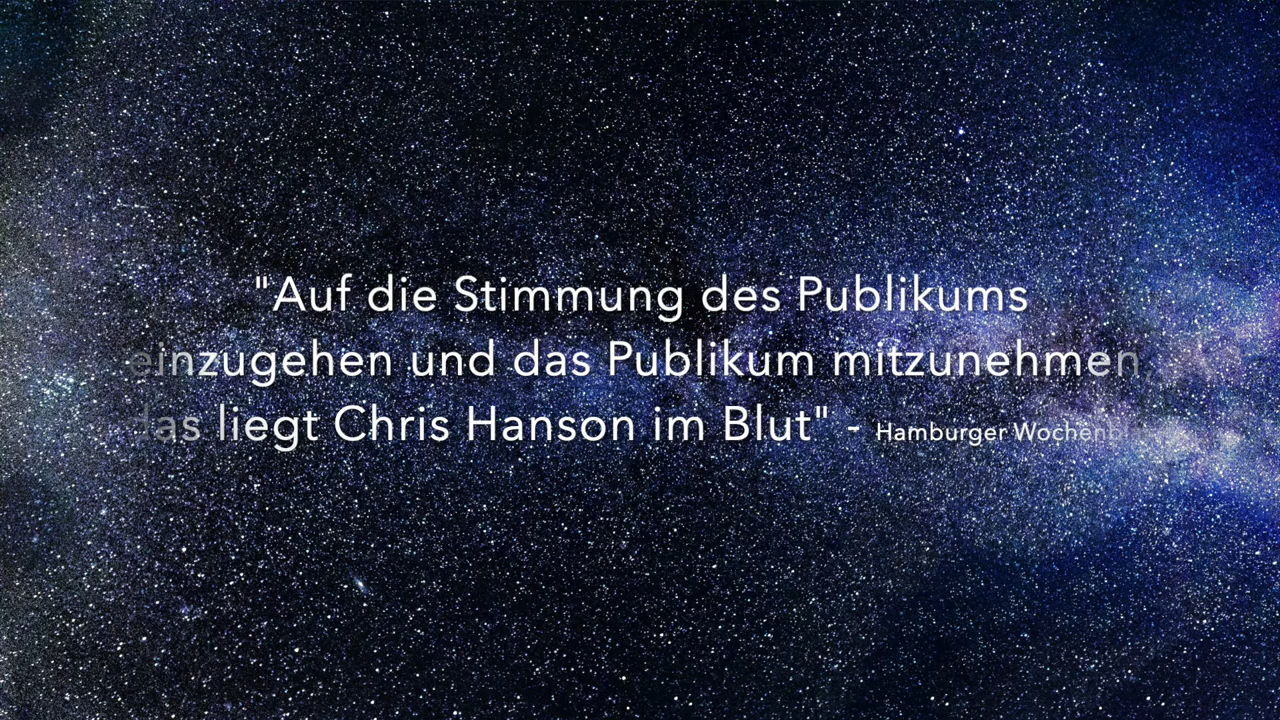 "Auf die Stimmung des Publikums
einzugehen und das Publikum mitzunehmen,
das liegt Chris Hanson im Blut" - Hamburger